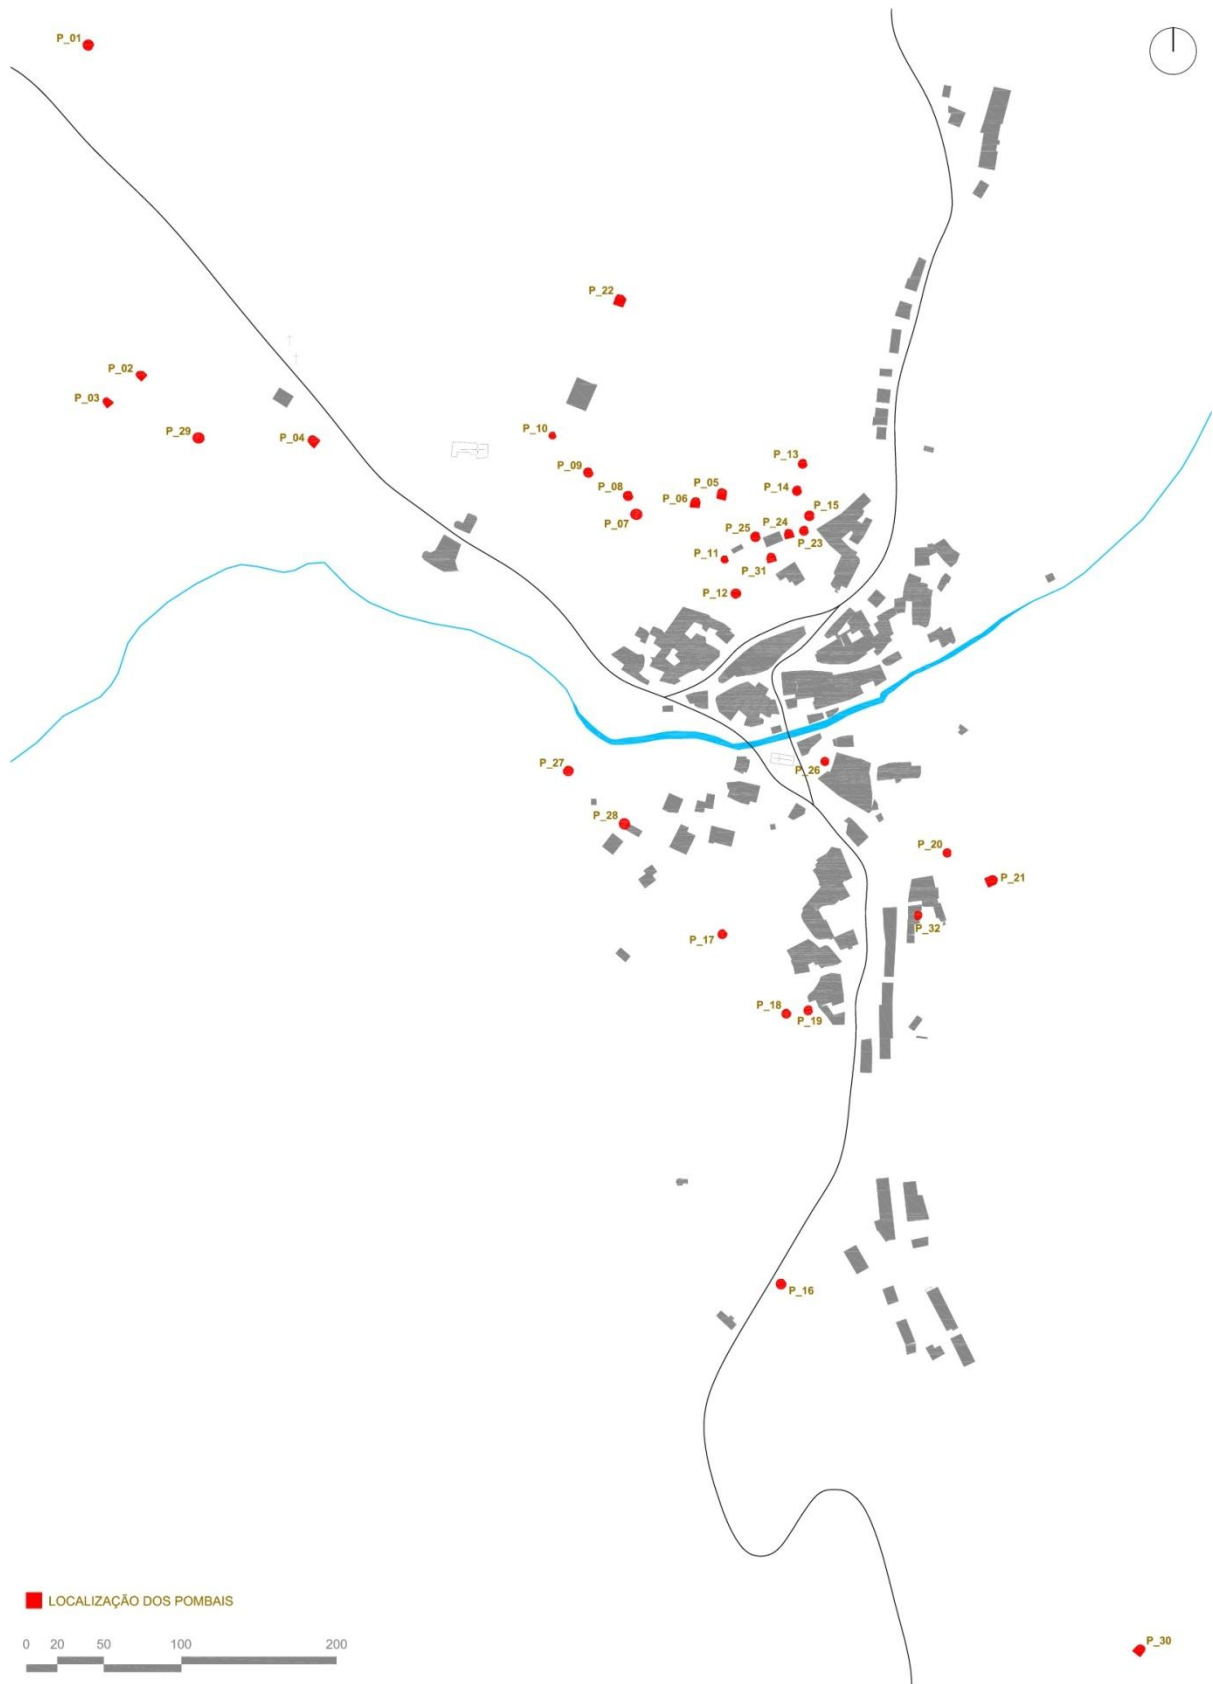 P_01
P_22
P_02
P_03
P_29
P_04
P_10
P_09
P_08
P_07
P_06
P_05
P_13
P_14
P_15
P_24
P_25
P_23
P_11
P_31
P_12
P_27
P_26
P_28
P_20
P_21
P_32
P_17
P_18
P_19
P_16
P_30
LOCALIZAÇÃO DOS POMBAIS
0 20 50 100 200